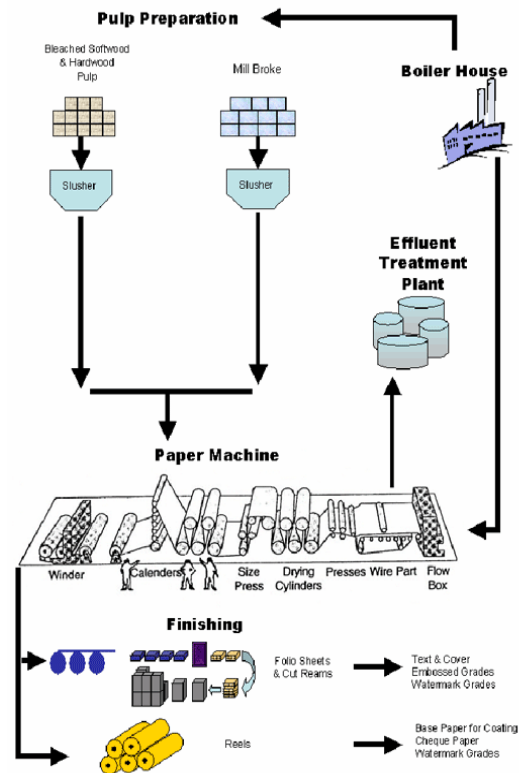 Pulp Preparation
Bleached Softwood
& Hardwood
Pulp
Mill Broke
Boiler House
Slusher
Slusher
Effluent
Treatment
Plant
Paper Machine
Winder
Calenders
Size
Press
Drying
Cylinders
Presses
Wire Part
Flow
Box
Finishing
Folio Sheets
& Cut Reams
Text & Cover
Embossed Grades
Watermark Grades
Reels
Base Paper for Coating
Cheque Paper
Watermark Grades